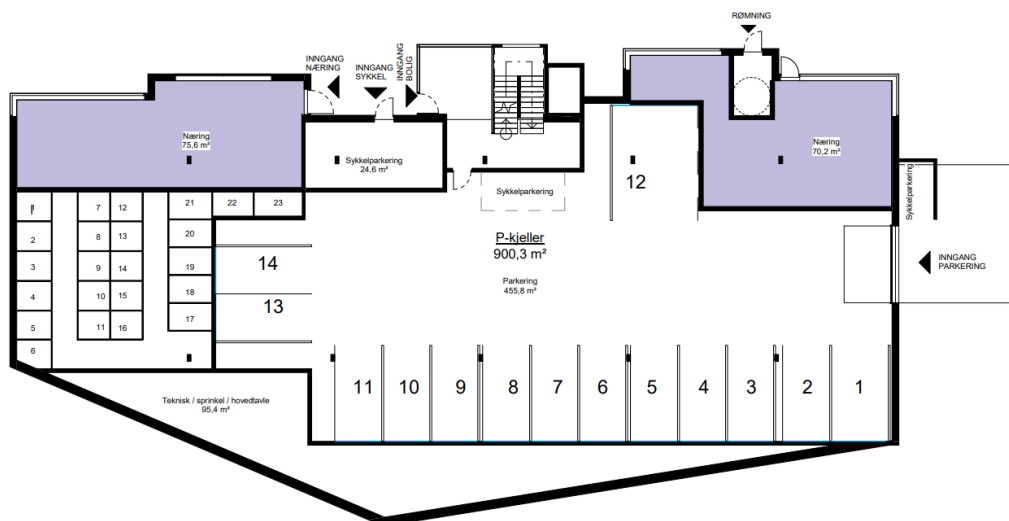 RØMNING
INNGANG
NÆRING
INNGANG
SYKKEL
INNGANG
BOLIG
Næring
75,6 m²
Sykkelparkering
24,6 m²
Sykkelparkering
12
Næring
70,2 m²
Sykkelparkering
INNGANG
PARKERING
P-kjeller
900,3 m²
Parkering
455,8 m²
1
2
3
4
5
6
7
8
9
10
11
12
13
14
15
16
21
22
23
20
19
18
17
14
13
11
10
9
8
7
6
5
4
3
2
1
Teknisk / sprinkel / hovedtavle
95,4 m²